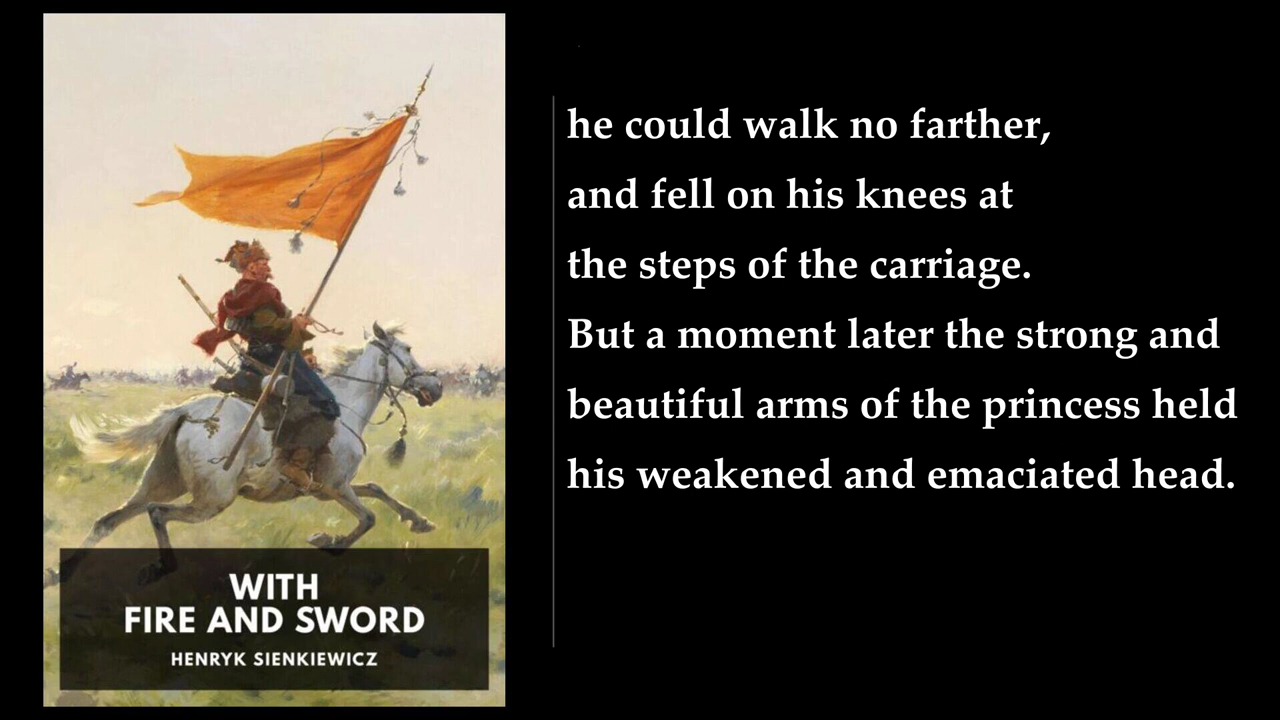 he could walk no farther,
and fell on his knees at
the steps of the carriage.
But a moment later the strong and
beautiful arms of the princess held
his weakened and emaciated head.
WITH
FIRE AND SWORD
HENRYK SIENKIEWICZ